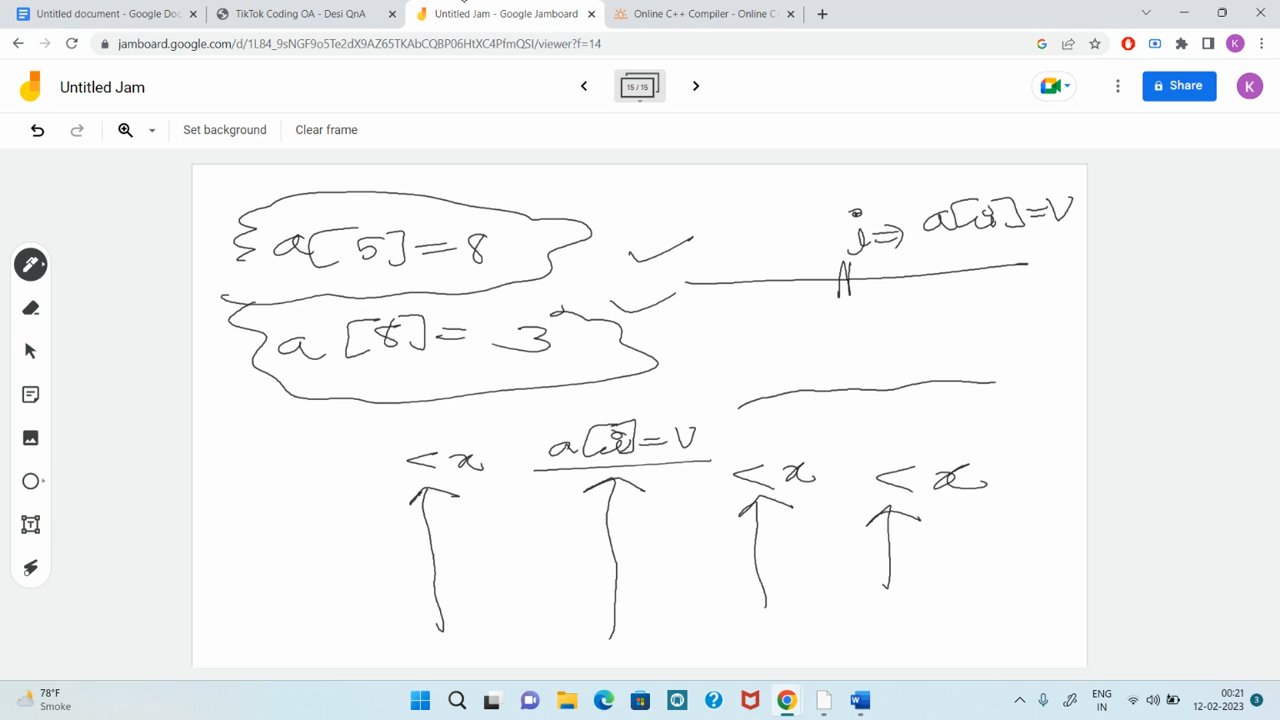 Untitled document - Google Doc
TikTok Coding OA - Desi QnA
Untitled Jam - Google Jamboard
Online C++ Compiler - Online C
jamboard.google.com/d/1L84_9sNGF9o5Te2dX9AZ65TKAbCQBP06HtXC4PfmQSI/viewer?f=14
K
Untitled Jam
15 / 15
Share
K
Set background
Clear frame
a[5]=8
i⇒ a[i]=V
a[8]= 3
<x a[i]=V <x <x
78°F
Smoke
ENG
IN
00:21
12-02-2023
3